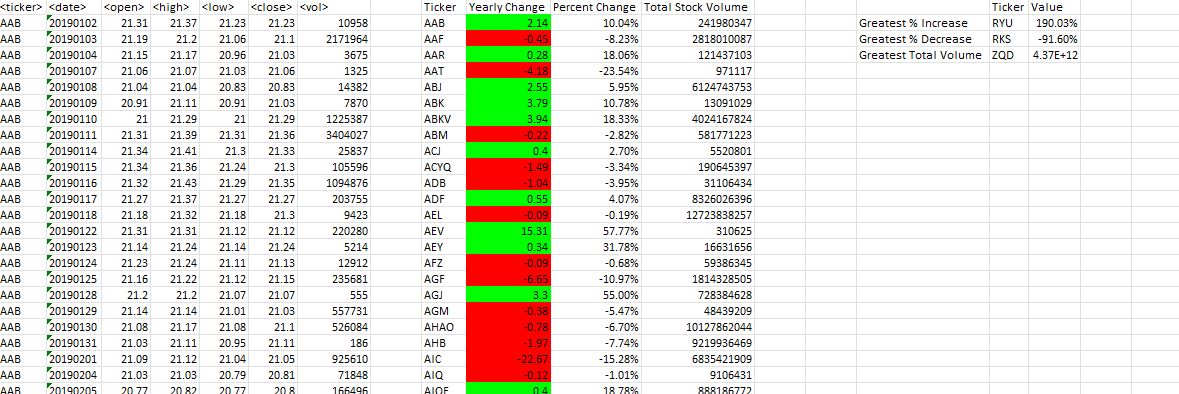 <ticker> <date> <open> <high> <low> <close> <vol> Ticker Yearly Change Percent Change Total Stock Volume Ticker Value
AAB 20190102 21.31 21.37 21.23 21.23 10958 AAB 2.14 10.04% 241980347 Greatest % Increase RYU 190.03%
AAB 20190103 21.19 21.2 21.06 21.1 2171964 AAF -0.45 -8.23% 2818010087 Greatest % Decrease RKS -91.60%
AAB 20190104 21.15 21.17 20.96 21.03 3675 AAR 0.28 18.06% 121437103 Greatest Total Volume ZQD 4.37E+12
AAB 20190107 21.06 21.07 21.03 21.06 1325 AAT -4.18 -23.54% 971117
AAB 20190108 21.04 21.04 20.83 20.83 14382 ABJ 2.55 5.95% 6124743753
AAB 20190109 20.91 21.11 20.91 21.03 7870 ABK 3.79 10.78% 13091029
AAB 20190110 21 21.29 21 21.29 1225387 ABKV 3.94 18.33% 4024167824
AAB 20190111 21.31 21.39 21.31 21.36 3404027 ABM -0.22 -2.82% 581771223
AAB 20190114 21.34 21.41 21.3 21.33 25837 ACJ 0.4 2.70% 5520801
AAB 20190115 21.34 21.36 21.24 21.3 105596 ACYQ -1.49 -3.34% 190645397
AAB 20190116 21.32 21.43 21.29 21.35 1094876 ADB -1.04 -3.95% 31106434
AAB 20190117 21.27 21.37 21.27 21.27 203755 ADF 0.55 4.07% 8326026396
AAB 20190118 21.18 21.32 21.18 21.3 9423 AEL -0.09 -0.19% 12723838257
AAB 20190122 21.31 21.31 21.12 21.12 220280 AEV 15.31 57.77% 310625
AAB 20190123 21.14 21.24 21.14 21.24 5214 AEY 0.34 31.78% 16631656
AAB 20190124 21.23 21.24 21.11 21.13 12912 AFZ -0.09 -0.68% 59386345
AAB 20190125 21.16 21.22 21.12 21.15 235681 AGF -6.65 -10.97% 1814328505
AAB 20190128 21.2 21.2 21.07 21.07 555 AGJ 3.3 55.00% 728384628
AAB 20190129 21.14 21.14 21.01 21.03 557731 AGM -0.38 -5.47% 48439209
AAB 20190130 21.08 21.17 21.08 21.1 526084 AHAO -0.78 -6.70% 10127862044
AAB 20190131 21.03 21.11 20.95 21.11 186 AHB -1.97 -7.74% 9219936469
AAB 20190201 21.09 21.12 21.04 21.05 925610 AIC -22.67 -15.28% 6835421909
AAB 20190204 21.03 21.03 20.79 20.81 71848 AIQ -0.12 -1.01% 9106431
AAB 20190205 20.77 20.82 20.77 20.8 166496 AIOF 0.4 18.78% 888186772